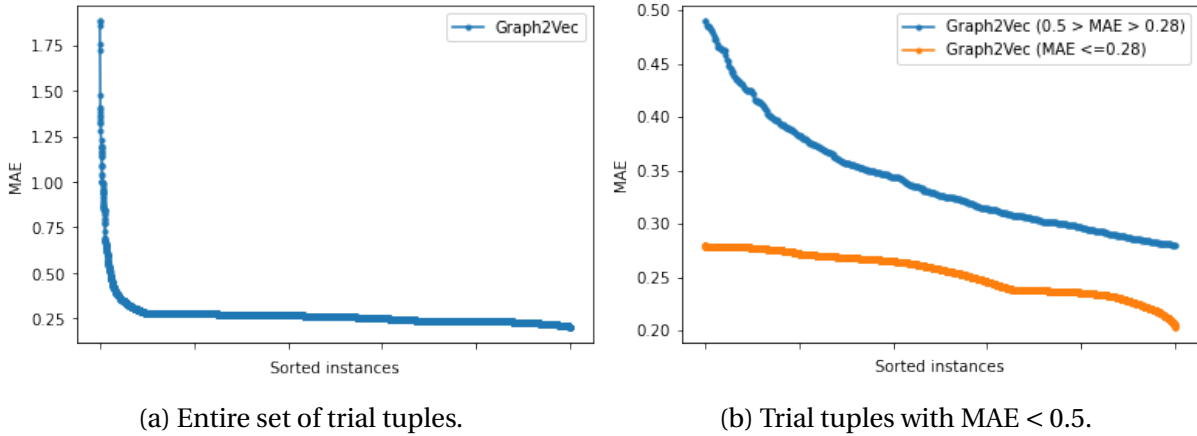 Graph2Vec
1.75
1.50
1.25
1.00
0.75
0.50
0.25
MAE
Sorted instances
(a) Entire set of trial tuples.
Graph2Vec (0.5 > MAE > 0.28)
Graph2Vec (MAE <=0.28)
0.50
0.45
0.40
0.35
0.30
0.25
0.20
MAE
Sorted instances
(b) Trial tuples with MAE < 0.5.